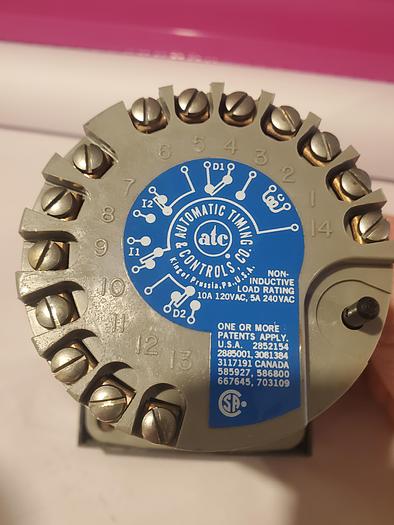 5
4
3
2
1
14
6
7
8
9
10
11
12
13
D1
I2
I1
D2
AUTOMATIC TIMING
& CONTROLS, CO.
atc
King of Prussia, Pa., U.S.A.
NON-
INDUCTIVE
LOAD RATING
10A 120VAC, 5A 240VAC
ONE OR MORE
PATENTS APPLY.
U.S.A. 2852154
2885001, 3081384
3117191 CANADA
585927, 586800
667645, 703109
CSA